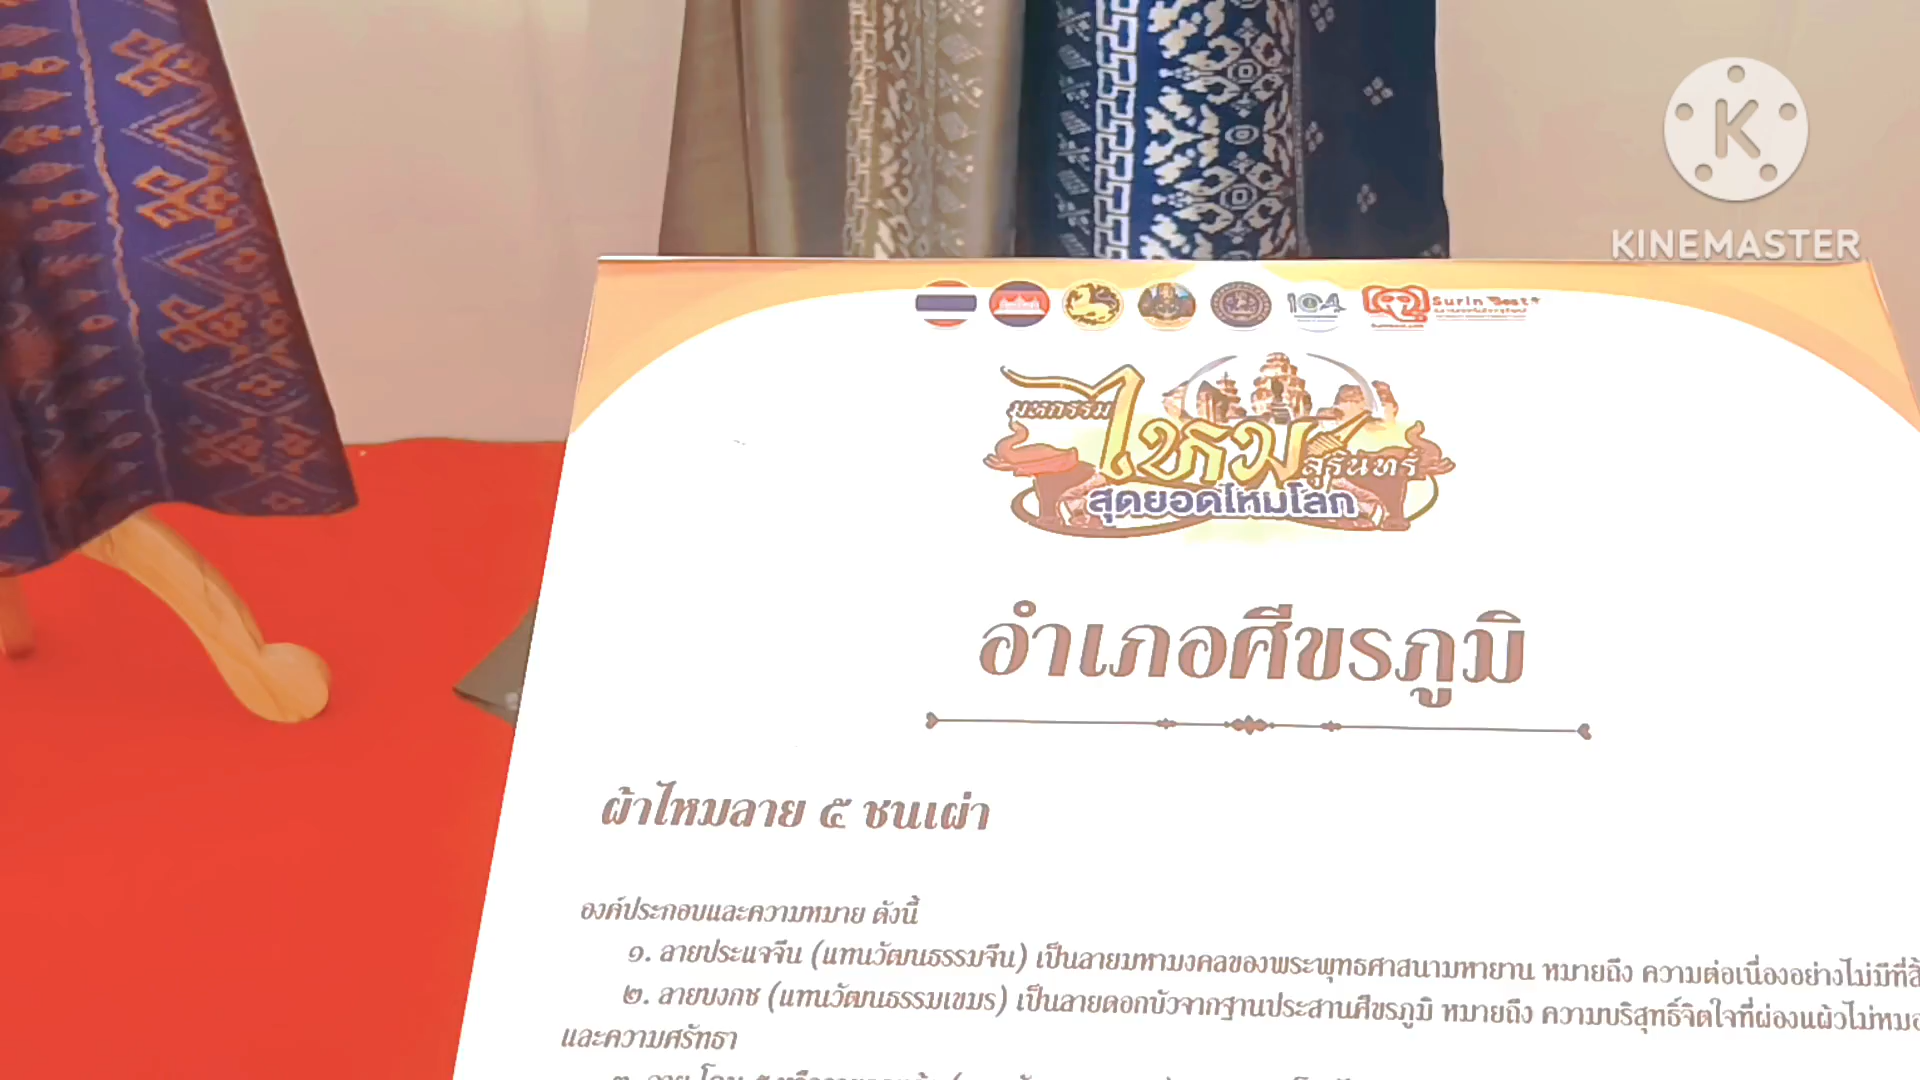 K
KINEMASTER
104
Surin Best
มหกรรม
ไหม
สุรินทร์
สุดยอดไหมโลก
อำเภอศีขรภูมิ
ผ้าไหมลาย ๕ ชนเผ่า
องค์ประกอบและความหมาย ดังนี้
๑. ลายประแจจีน (แทนวัฒนธรรมจีน) เป็นลายมหามงคลของพระพุทธศาสนามหายาน หมายถึง ความต่อเนื่องอย่างไม่มีที่
๒. ลายบงกช (แทนวัฒนธรรมเขมร) เป็นลายดอกบัวจากฐานประสานศีขรภูมิ หมายถึง ความบริสุทธิ์จิตใจที่ผ่องแผ้วไม่
และความศรัทธา